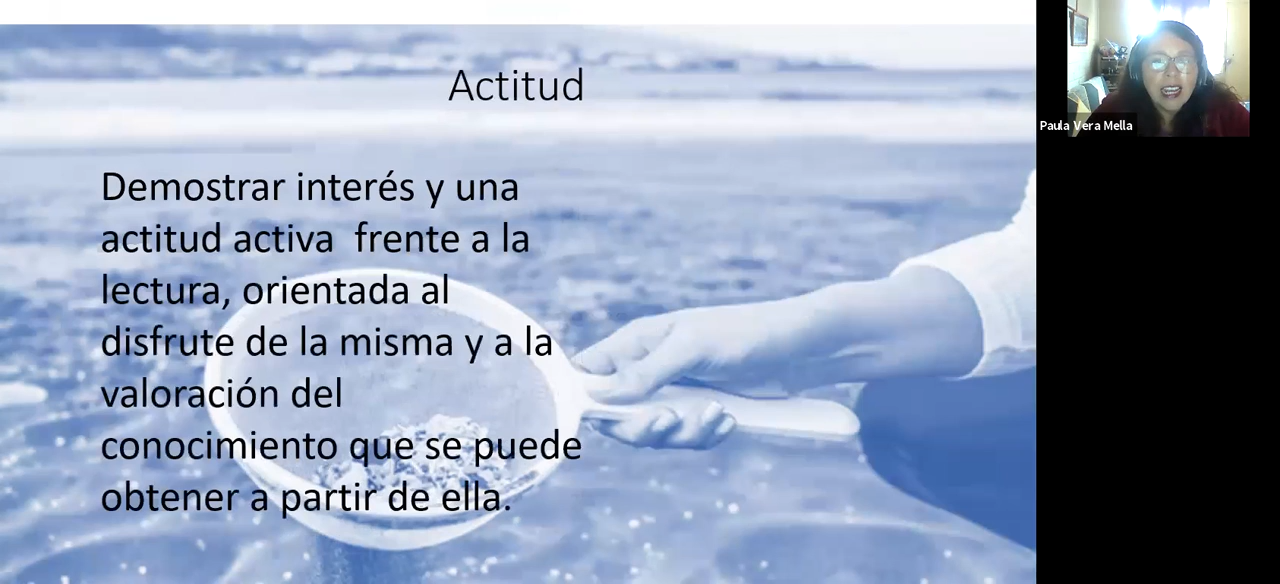 Actitud
Demostrar interés y una
actitud activa  frente a la
lectura, orientada al
disfrute de la misma y a la
valoración del
conocimiento que se puede
obtener a partir de ella.
Paula Vera Mella